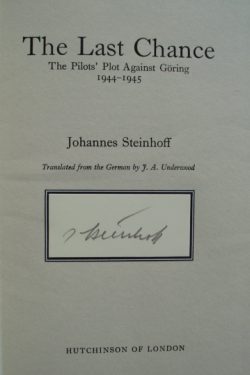 The Last Chance
The Pilots' Plot Against Göring
1944–1945
Johannes Steinhoff
Translated from the German by J. A. Underwood
Steinhoff
HUTCHINSON OF LONDON